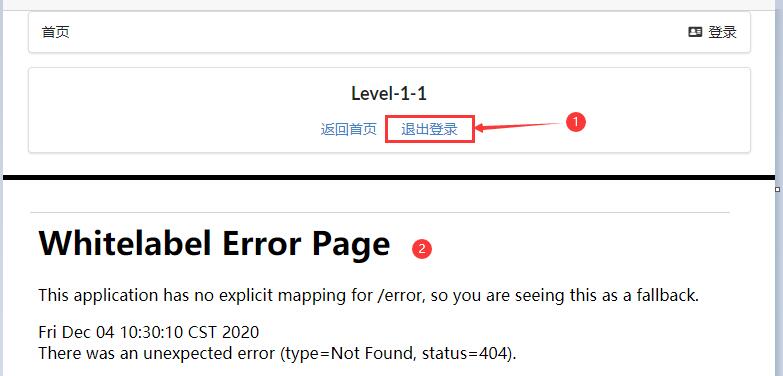 首页 登录
Level-1-1
返回首页 退出登录 1
Whitelabel Error Page 2
This application has no explicit mapping for /error, so you are seeing this as a fallback.
Fri Dec 04 10:30:10 CST 2020
There was an unexpected error (type=Not Found, status=404).